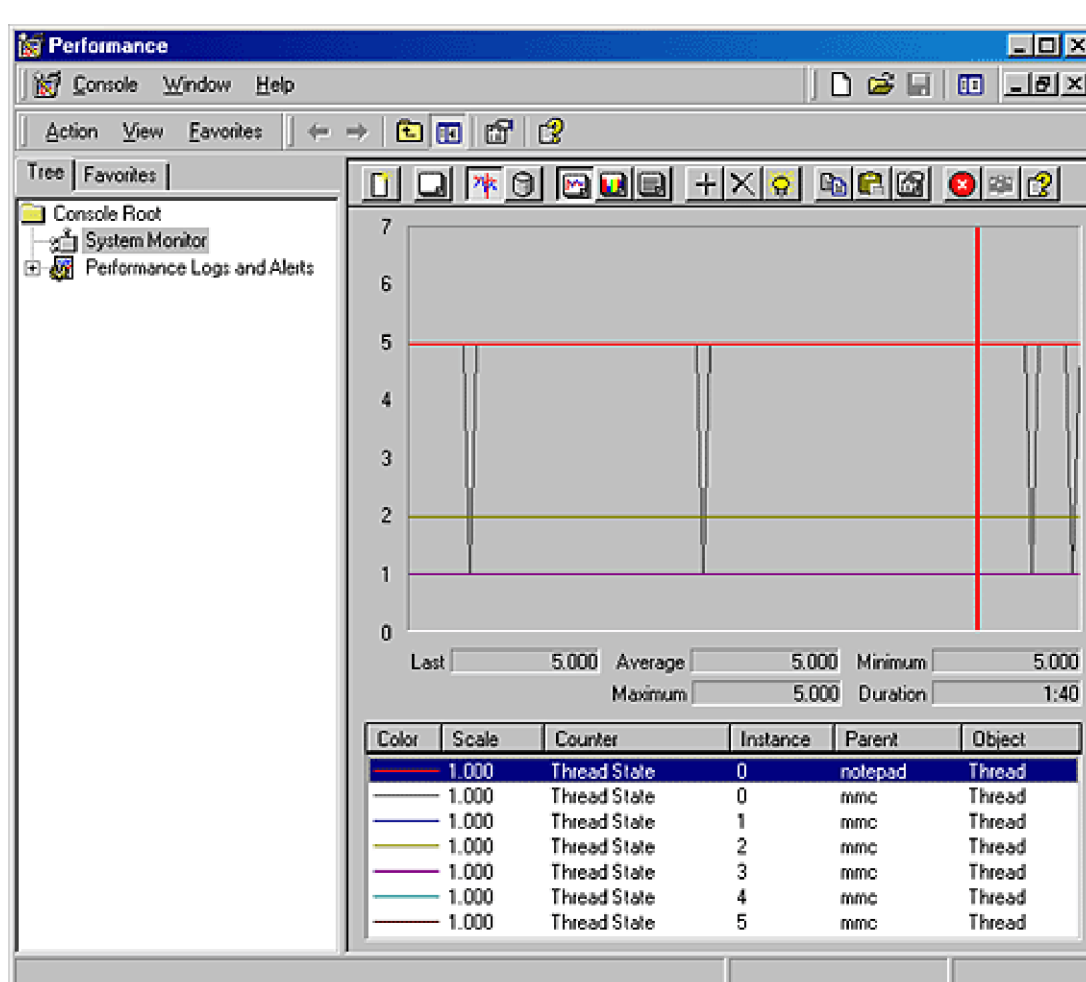 Performance
Console Window Help
Action View Favorites
Tree Favorites
Console Root
System Monitor
Performance Logs and Alerts
7
6
5
4
3
2
1
0
Last 5.000 Average 5.000 Minimum 5.000
Maximum 5.000 Duration 1:40
Color Scale Counter Instance Parent Object
1.000 Thread State 0 notepad Thread
1.000 Thread State 0 mmc Thread
1.000 Thread State 1 mmc Thread
1.000 Thread State 2 mmc Thread
1.000 Thread State 3 mmc Thread
1.000 Thread State 4 mmc Thread
1.000 Thread State 5 mmc Thread